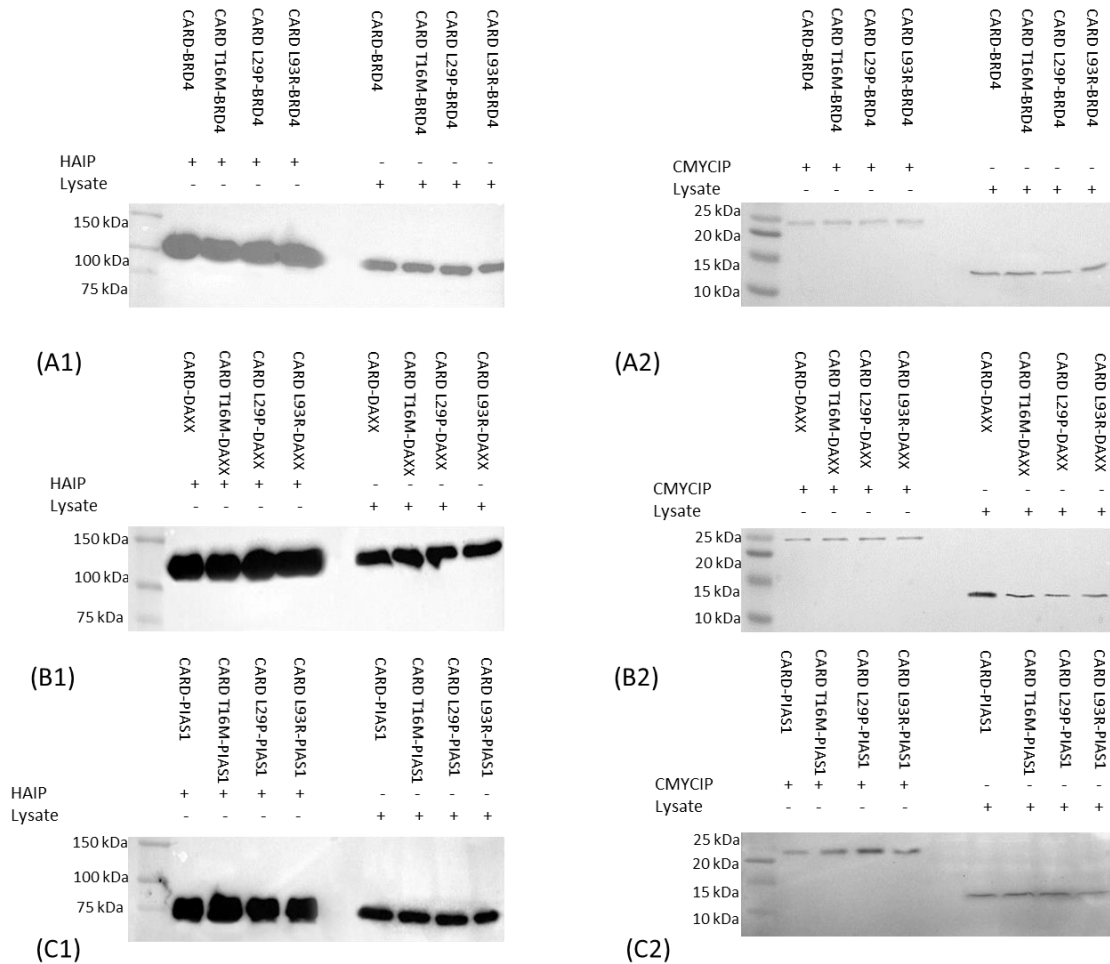 CARD-BRD4
CARD T16M-BRD4
CARD L29P-BRD4
CARD L93R-BRD4
CARD-BRD4
CARD T16M-BRD4
CARD L29P-BRD4
CARD L93R-BRD4
HAIP + + + + - - - -
Lysate - - - - + + + +
150 kDa
100 kDa
75 kDa
(A1)
CARD-BRD4
CARD T16M-BRD4
CARD L29P-BRD4
CARD L93R-BRD4
CARD-BRD4
CARD T16M-BRD4
CARD L29P-BRD4
CARD L93R-BRD4
CMYCIP + + + + - - - -
Lysate - - - - + + + +
25 kDa
20 kDa
15 kDa
10 kDa
(A2)
CARD-DAXX
CARD T16M-DAXX
CARD L29P-DAXX
CARD L93R-DAXX
CARD-DAXX
CARD T16M-DAXX
CARD L29P-DAXX
CARD L93R-DAXX
HAIP + + + + - - - -
Lysate - - - - + + + +
150 kDa
100 kDa
75 kDa
(B1)
CARD-DAXX
CARD T16M-DAXX
CARD L29P-DAXX
CARD L93R-DAXX
CARD-DAXX
CARD T16M-DAXX
CARD L29P-DAXX
CARD L93R-DAXX
CMYCIP + + + + - - - -
Lysate - - - - + + + +
25 kDa
20 kDa
15 kDa
10 kDa
(B2)
CARD-PIAS1
CARD T16M-PIAS1
CARD L29P-PIAS1
CARD L93R-PIAS1
CARD-PIAS1
CARD T16M-PIAS1
CARD L29P-PIAS1
CARD L93R-PIAS1
HAIP + + + + - - - -
Lysate - - - - + + + +
150 kDa
100 kDa
75 kDa
(C1)
CARD-PIAS1
CARD T16M-PIAS1
CARD L29P-PIAS1
CARD L93R-PIAS1
CARD-PIAS1
CARD T16M-PIAS1
CARD L29P-PIAS1
CARD L93R-PIAS1
CMYCIP + + + + - - - -
Lysate - - - - + + + +
25 kDa
20 kDa
15 kDa
10 kDa
(C2)